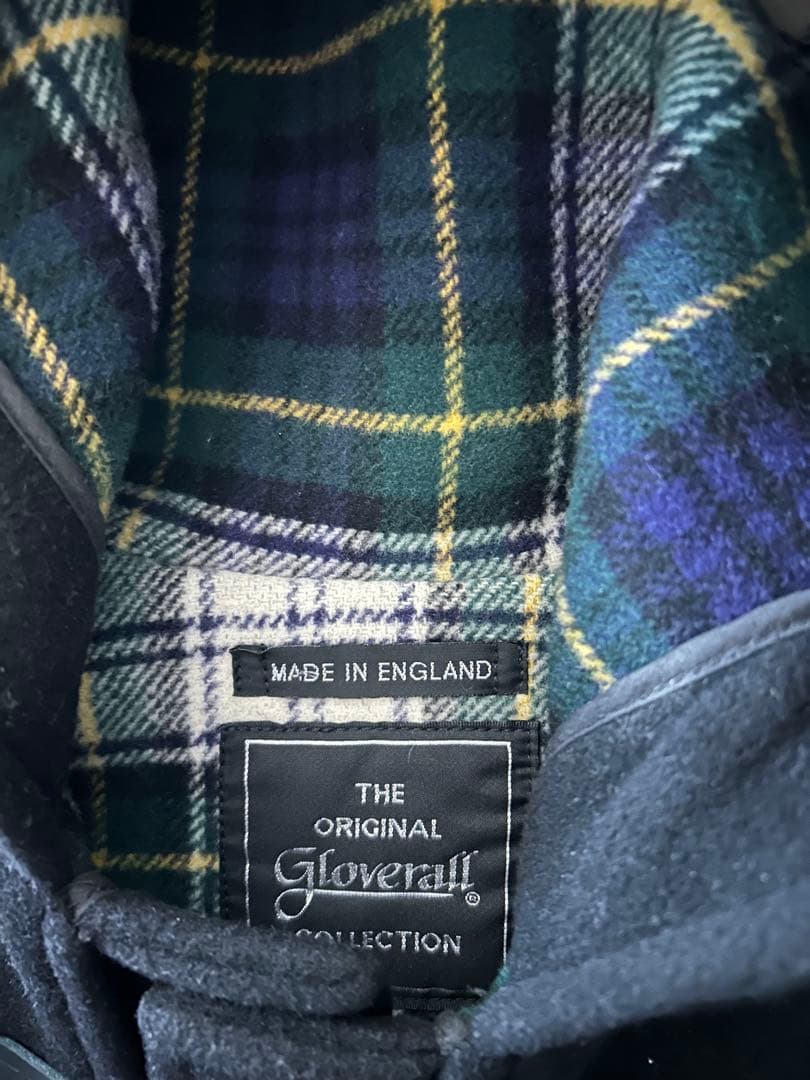 MADE IN ENGLAND
THE
ORIGINAL
Gloverall®
COLLECTION